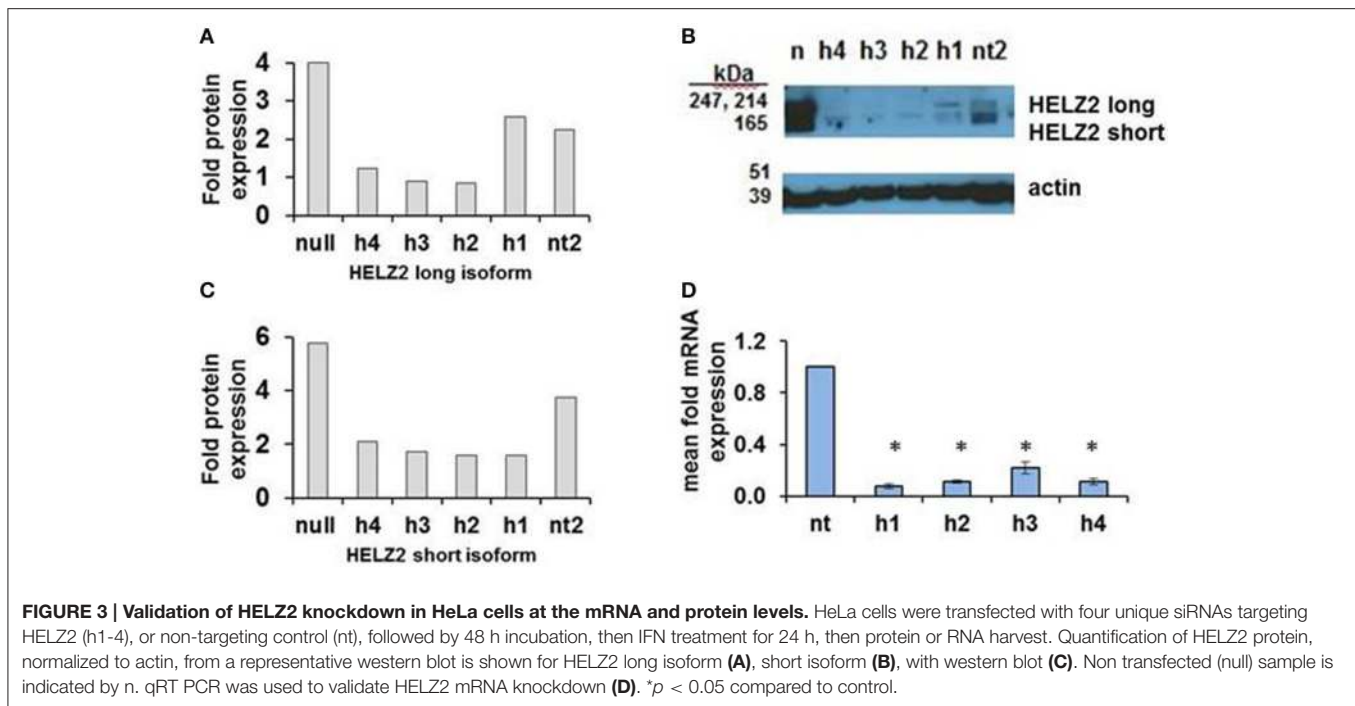 A
Fold protein
expression
4
3
2
1
0
null h4 h3 h2 h1 nt2
HELZ2 long isoform
B
n h4 h3 h2 h1 nt2
kDa
247, 214
165
HELZ2 long
HELZ2 short
51
39
actin
C
Fold protein
expression
6
4
2
0
null h4 h3 h2 h1 nt2
HELZ2 short isoform
D
mean fold mRNA
expression
1.2
0.8
0.4
0.0
* * * *
nt h1 h2 h3 h4
FIGURE 3 | Validation of HELZ2 knockdown in HeLa cells at the mRNA and protein levels. HeLa cells were transfected with four unique siRNAs targeting
HELZ2 (h1-4), or non-targeting control (nt), followed by 48 h incubation, then IFN treatment for 24 h, then protein or RNA harvest. Quantification of HELZ2 protein,
normalized to actin, from a representative western blot is shown for HELZ2 long isoform (A), short isoform (B), with western blot (C). Non transfected (null) sample is
indicated by n. qRT PCR was used to validate HELZ2 mRNA knockdown (D). *p < 0.05 compared to control.